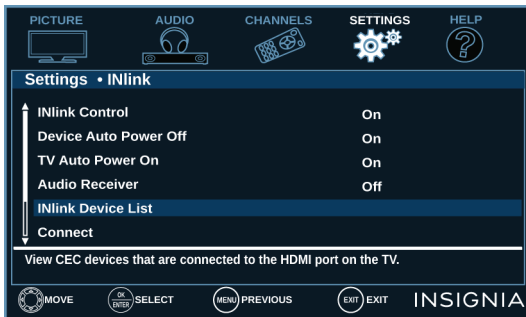 PICTURE AUDIO CHANNELS SETTINGS HELP
Settings • INlink
INlink Control On
Device Auto Power Off On
TV Auto Power On On
Audio Receiver Off
INlink Device List
Connect
View CEC devices that are connected to the HDMI port on the TV.
MOVE OK ENTER SELECT MENU PREVIOUS EXIT EXIT INSIGNIA